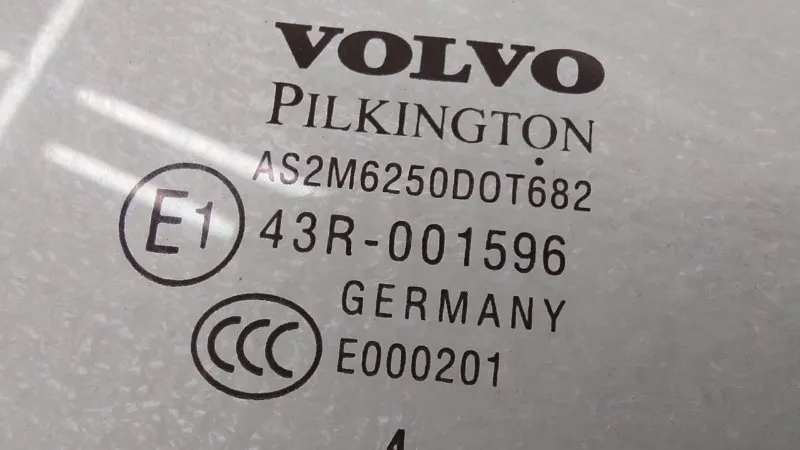 VOLVO
PILKINGTON
AS2M6250DOT682
E1 43R-001596
GERMANY
CCC E000201